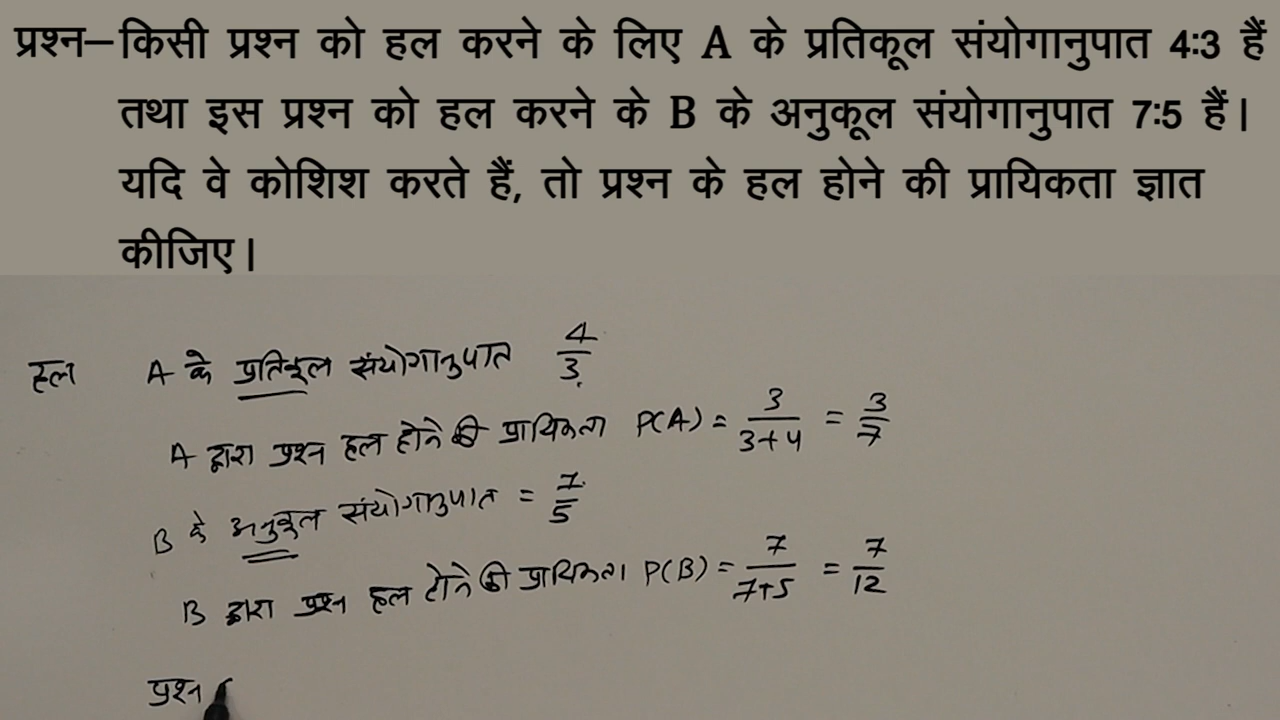 प्रश्न– किसी प्रश्न को हल करने के लिए A के प्रतिकूल संयोगानुपात 4:3 हैं
तथा इस प्रश्न को हल करने के B के अनुकूल संयोगानुपात 7:5 हैं।
यदि वे कोशिश करते हैं, तो प्रश्न के हल होने की प्रायिकता ज्ञात
कीजिए।
हल A के प्रतिकूल संयोगानुपात 4/3
A द्वारा प्रश्न हल होने की प्रायिकता P(A) = 3/(3+4) = 3/7
B के अनुकूल संयोगानुपात = 7/5
B द्वारा प्रश्न हल होने की प्रायिकता P(B) = 7/(7+5) = 7/12
प्रश्न